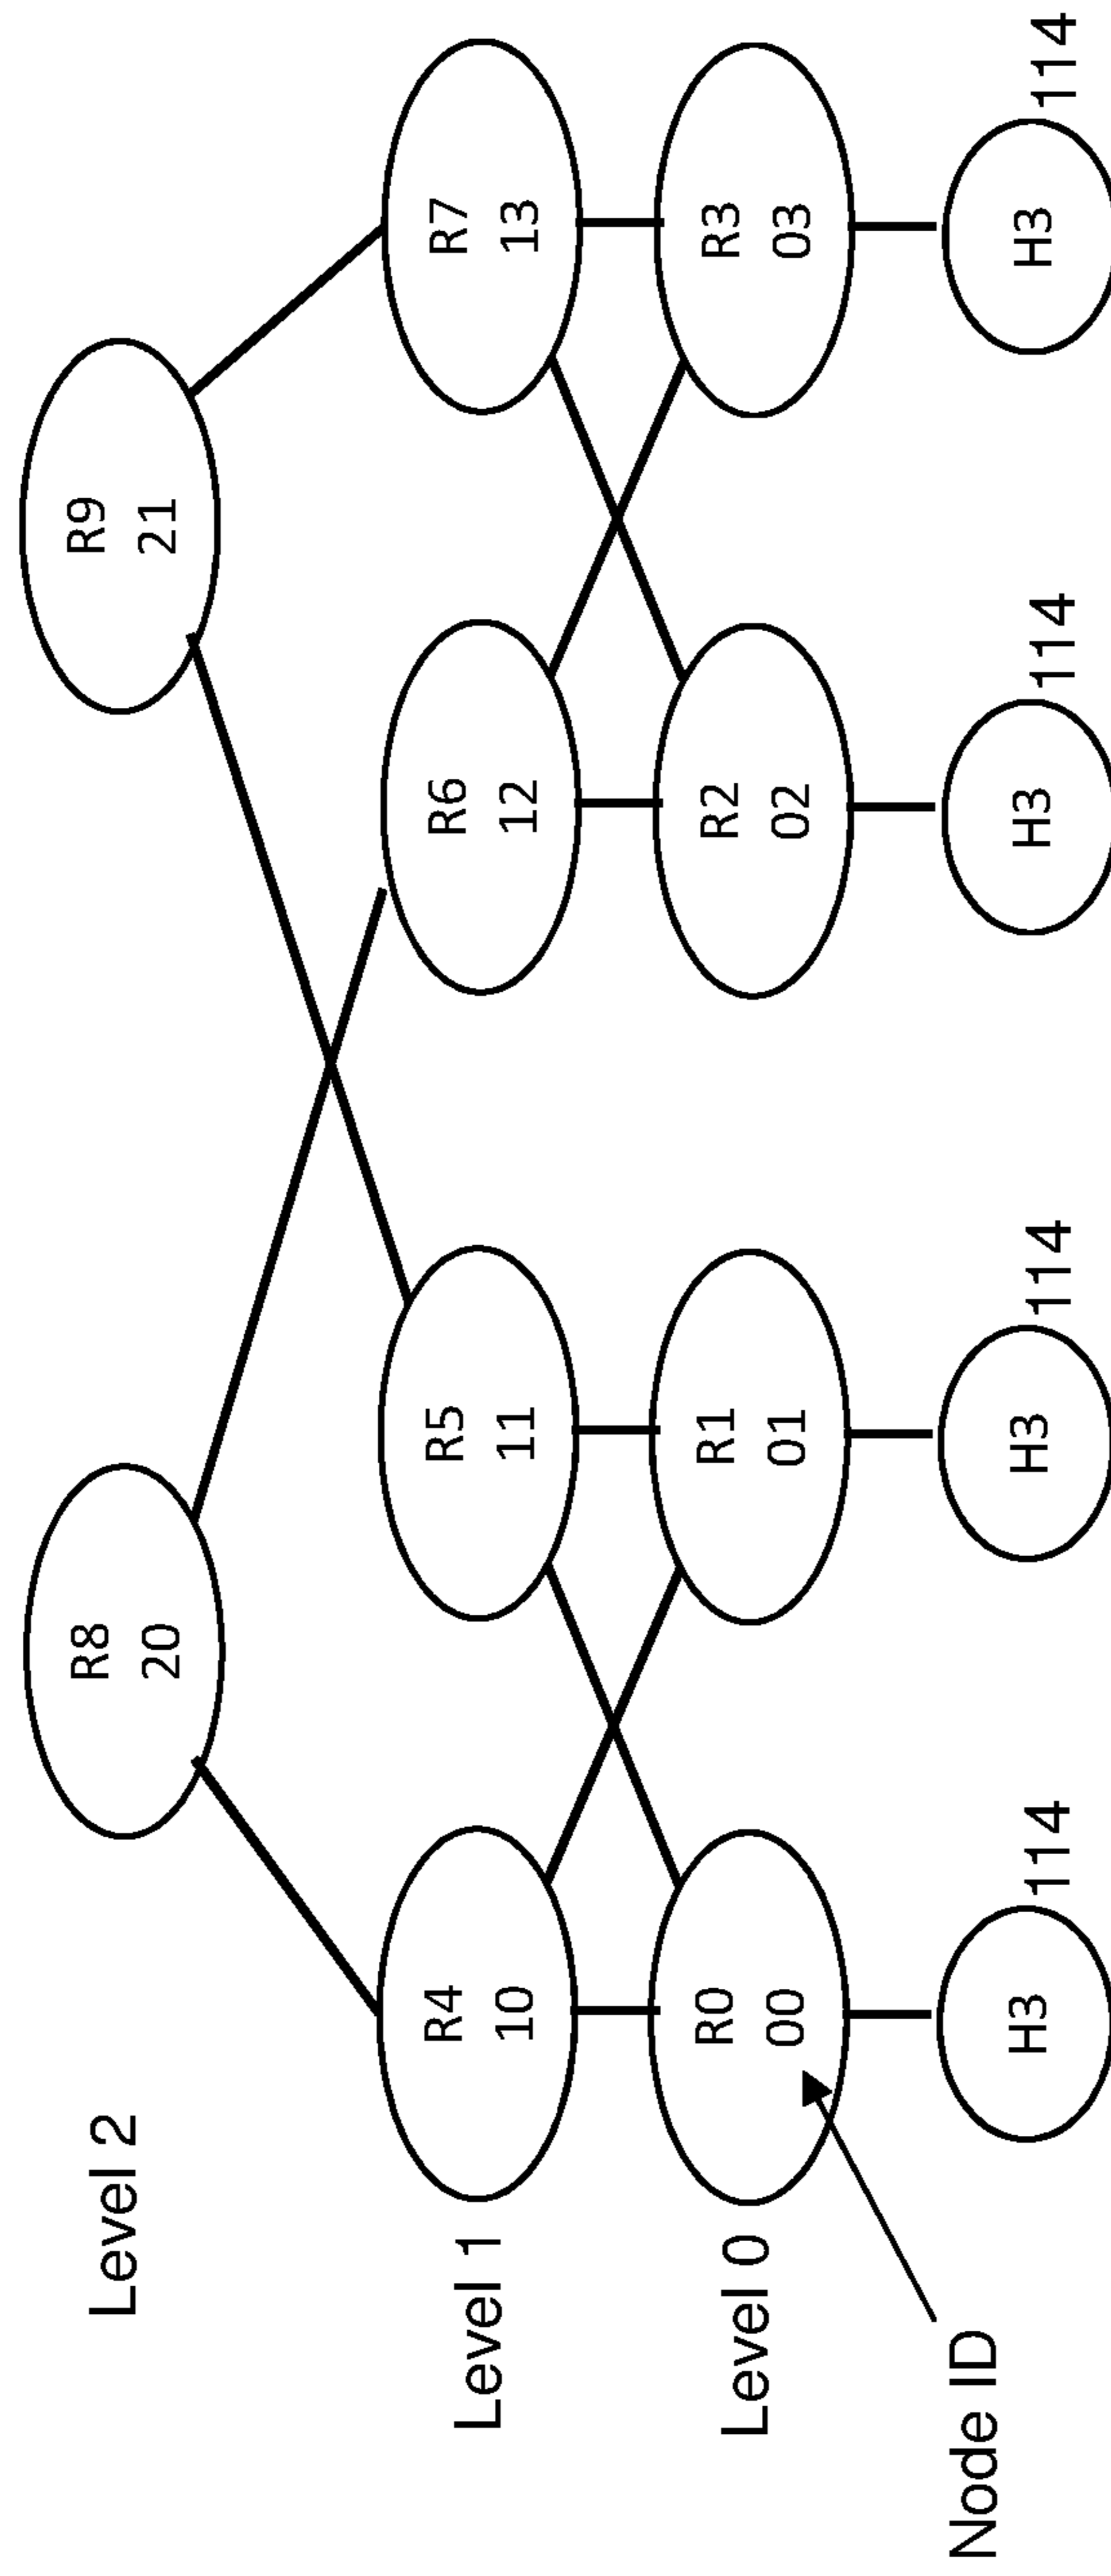 Level 2
R8
20
R9
21
Level 1
R4
10
R5
11
R6
12
R7
13
Level 0
R0
00
R1
01
R2
02
R3
03
Node ID
H3
114
H3
114
H3
114
H3
114